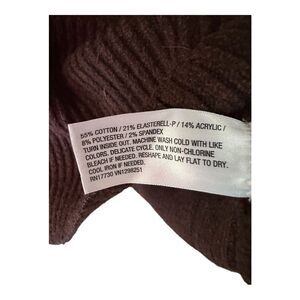 55% COTTON / 21% ELASTERELL-P / 14% ACRYLIC /
8% POLYESTER / 2% SPANDEX
TURN INSIDE OUT. MACHINE WASH COLD WITH LIKE
COLORS. DELICATE CYCLE. ONLY NON-CHLORINE
BLEACH IF NEEDED. RESHAPE AND LAY FLAT TO DRY.
COOL IRON IF NEEDED.
RN17730 VN1298251